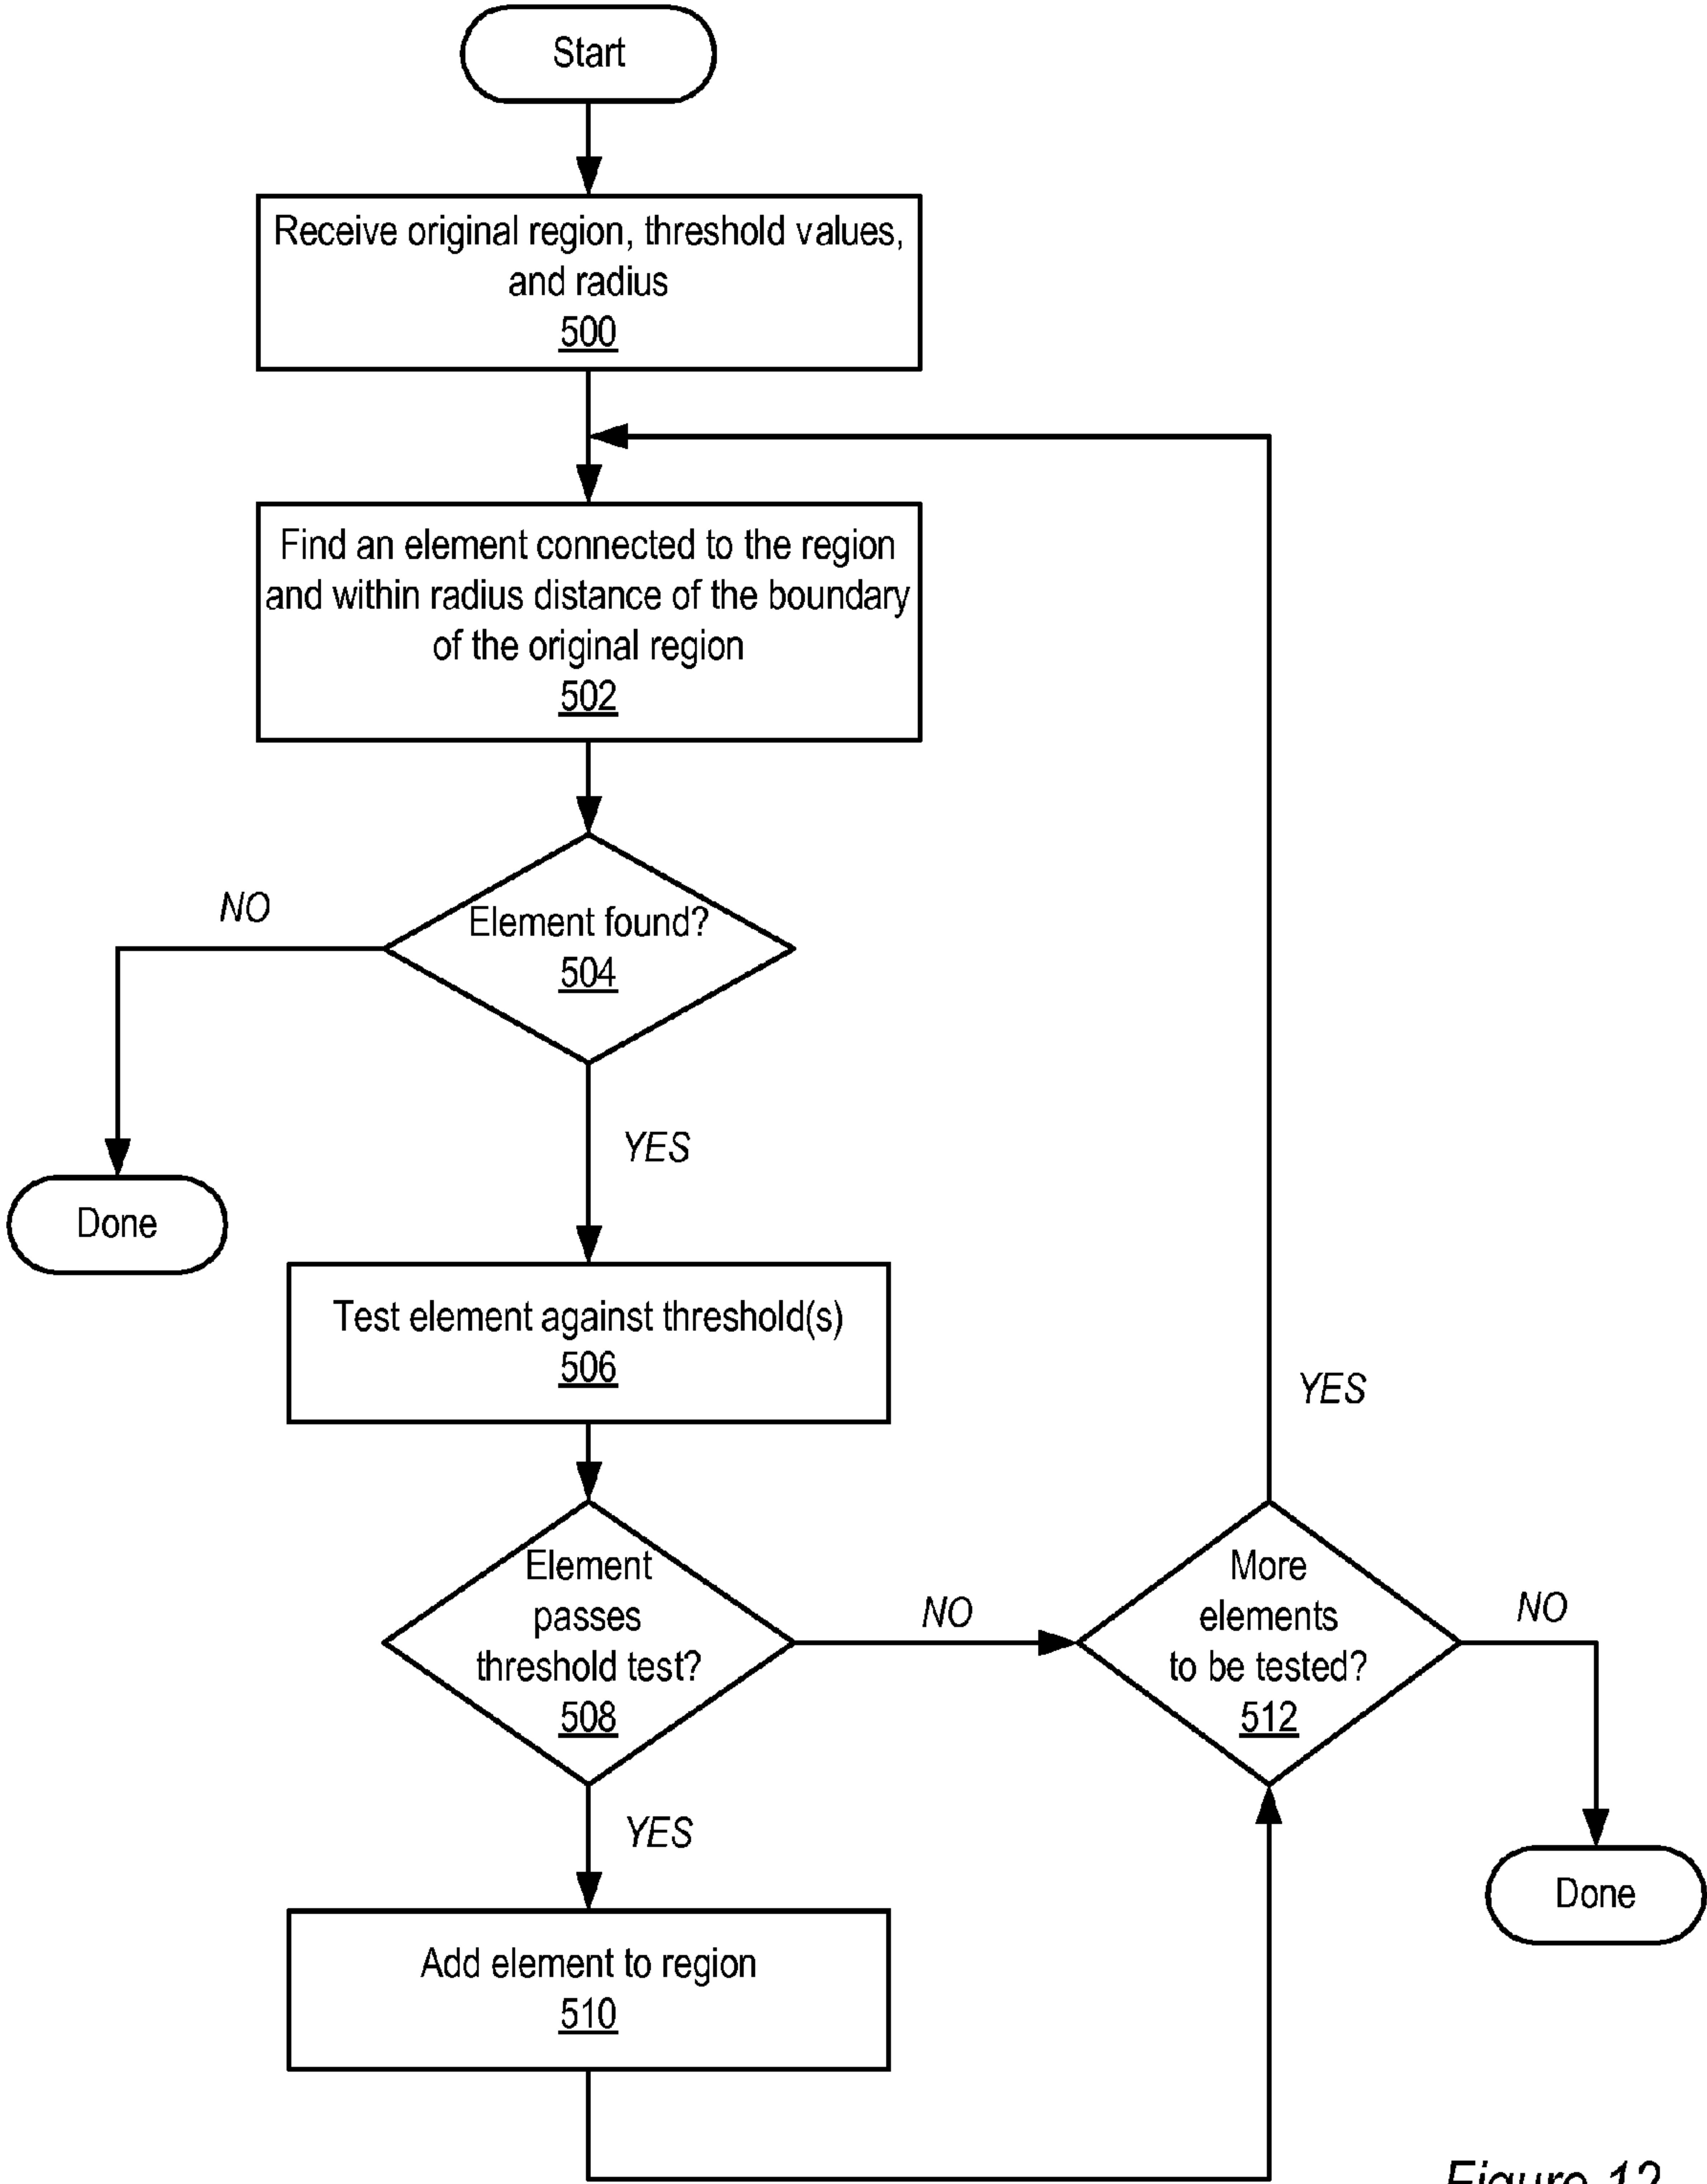 Start
Receive original region, threshold values,
and radius
500
Find an element connected to the region
and within radius distance of the boundary
of the original region
502
NO
Element found?
504
YES
Done
Test element against threshold(s)
506
YES
Element
passes
threshold test?
508
NO
More
elements
to be tested?
512
NO
YES
Done
Add element to region
510
Figure 12